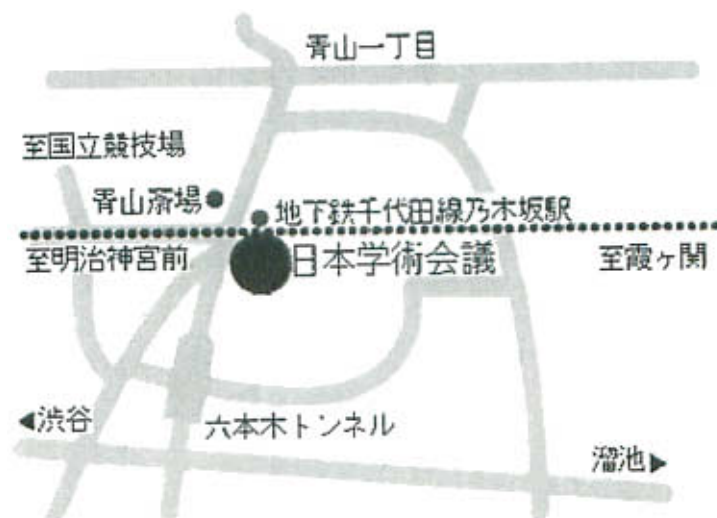 青山一丁目
至国立競技場
青山斎場
地下鉄千代田線乃木坂駅
至明治神宮前
日本学術会議
至霞ヶ関
◀渋谷
六本木トンネル
溜池▶